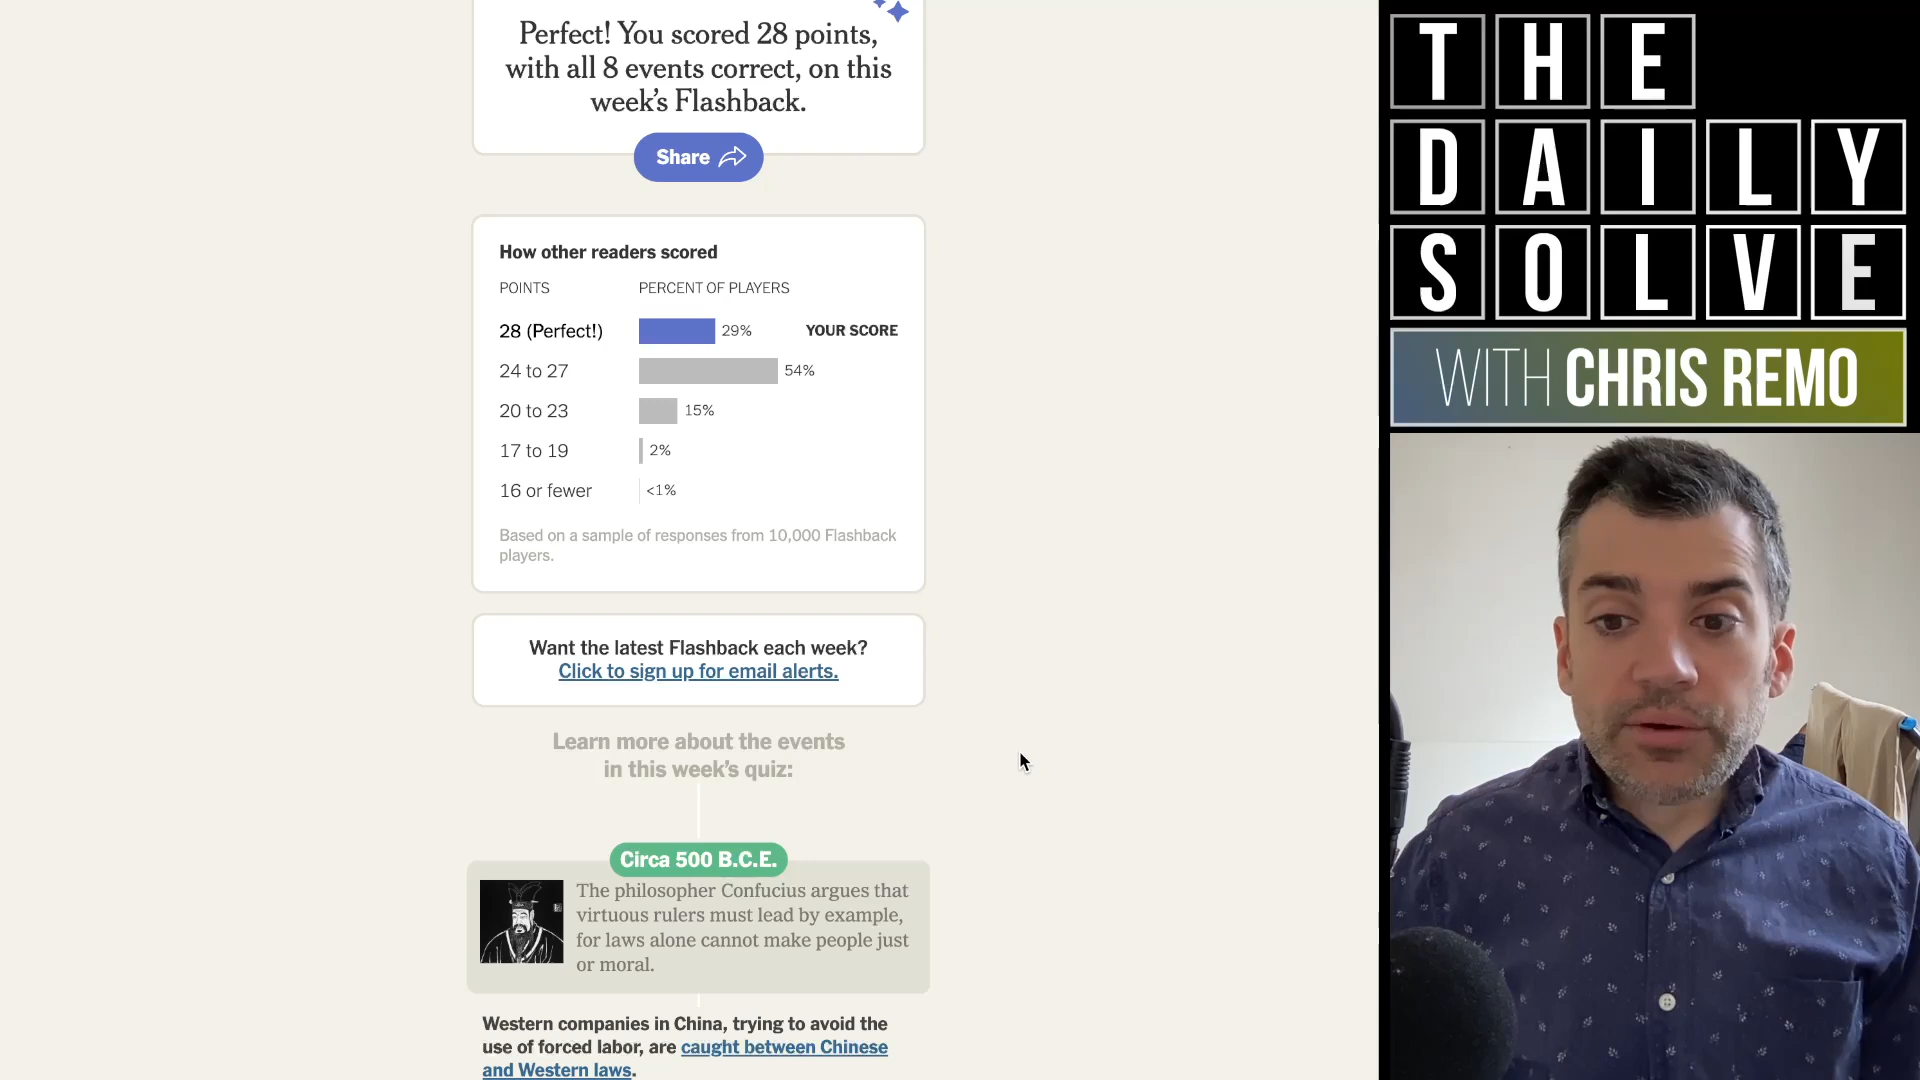 Perfect! You scored 28 points,
with all 8 events correct, on this
week's Flashback.
Share
How other readers scored
POINTS PERCENT OF PLAYERS
28 (Perfect!) 29% YOUR SCORE
24 to 27 54%
20 to 23 15%
17 to 19 2%
16 or fewer <1%
Based on a sample of responses from 10,000 Flashback
players.
Want the latest Flashback each week?
Click to sign up for email alerts.
Learn more about the events
in this week's quiz:
Circa 500 B.C.E.
The philosopher Confucius argues that
virtuous rulers must lead by example,
for laws alone cannot make people just
or moral.
Western companies in China, trying to avoid the
use of forced labor, are caught between Chinese
and Western laws.
THE
DAILY
SOLVE
WITH CHRIS REMO